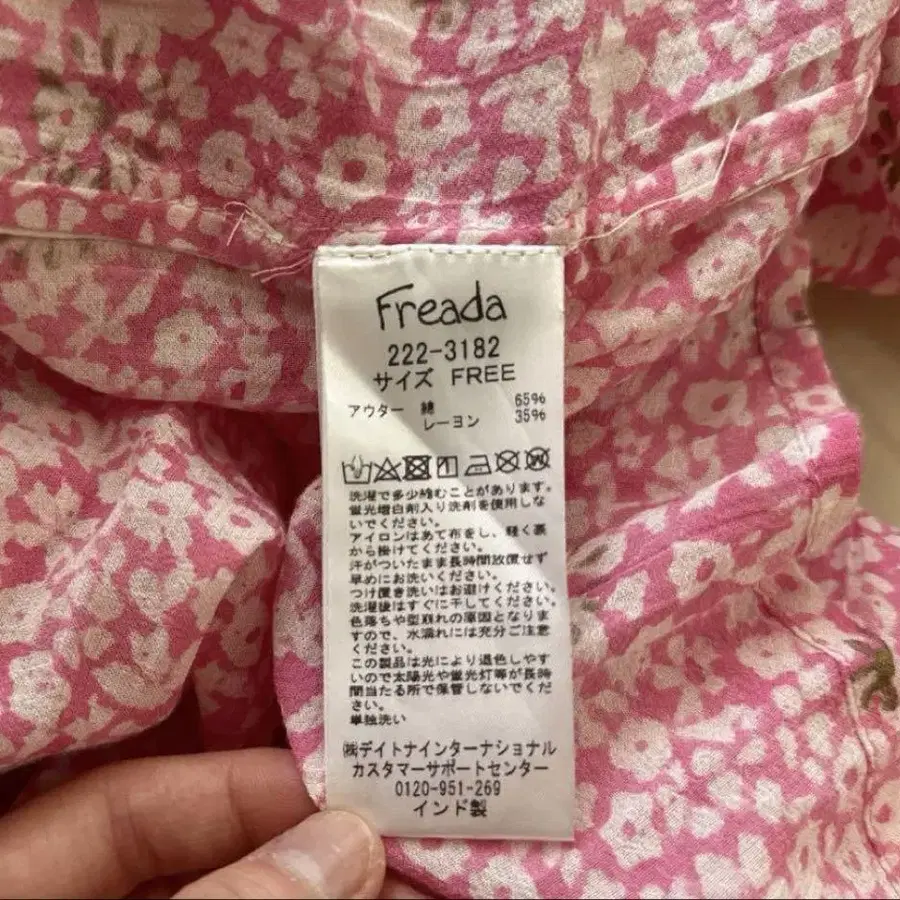 Freada
222-3182
サイズ FREE
アウター 綿 65%
レーヨン 35%
洗濯で多少縮むことがあります。
蛍光増白剤入り洗剤を使用しな
いでください。
アイロンはあて布をし、軽く裏
から掛けてください。
汗がついたまま長時間放置せず
早めにお洗いください。
つけ置き洗いはお避けください。
洗濯後はすぐに干してください。
色落ちや型崩れの原因となりま
すので、水濡れには充分ご注意
ください。
この製品は光により退色しやす
いので太陽光や蛍光灯等が長時
間当たる所で保管しないでくだ
さい。
単独洗い
㈱デイトナインターナショナル
カスタマーサポートセンター
0120-951-269
インド製